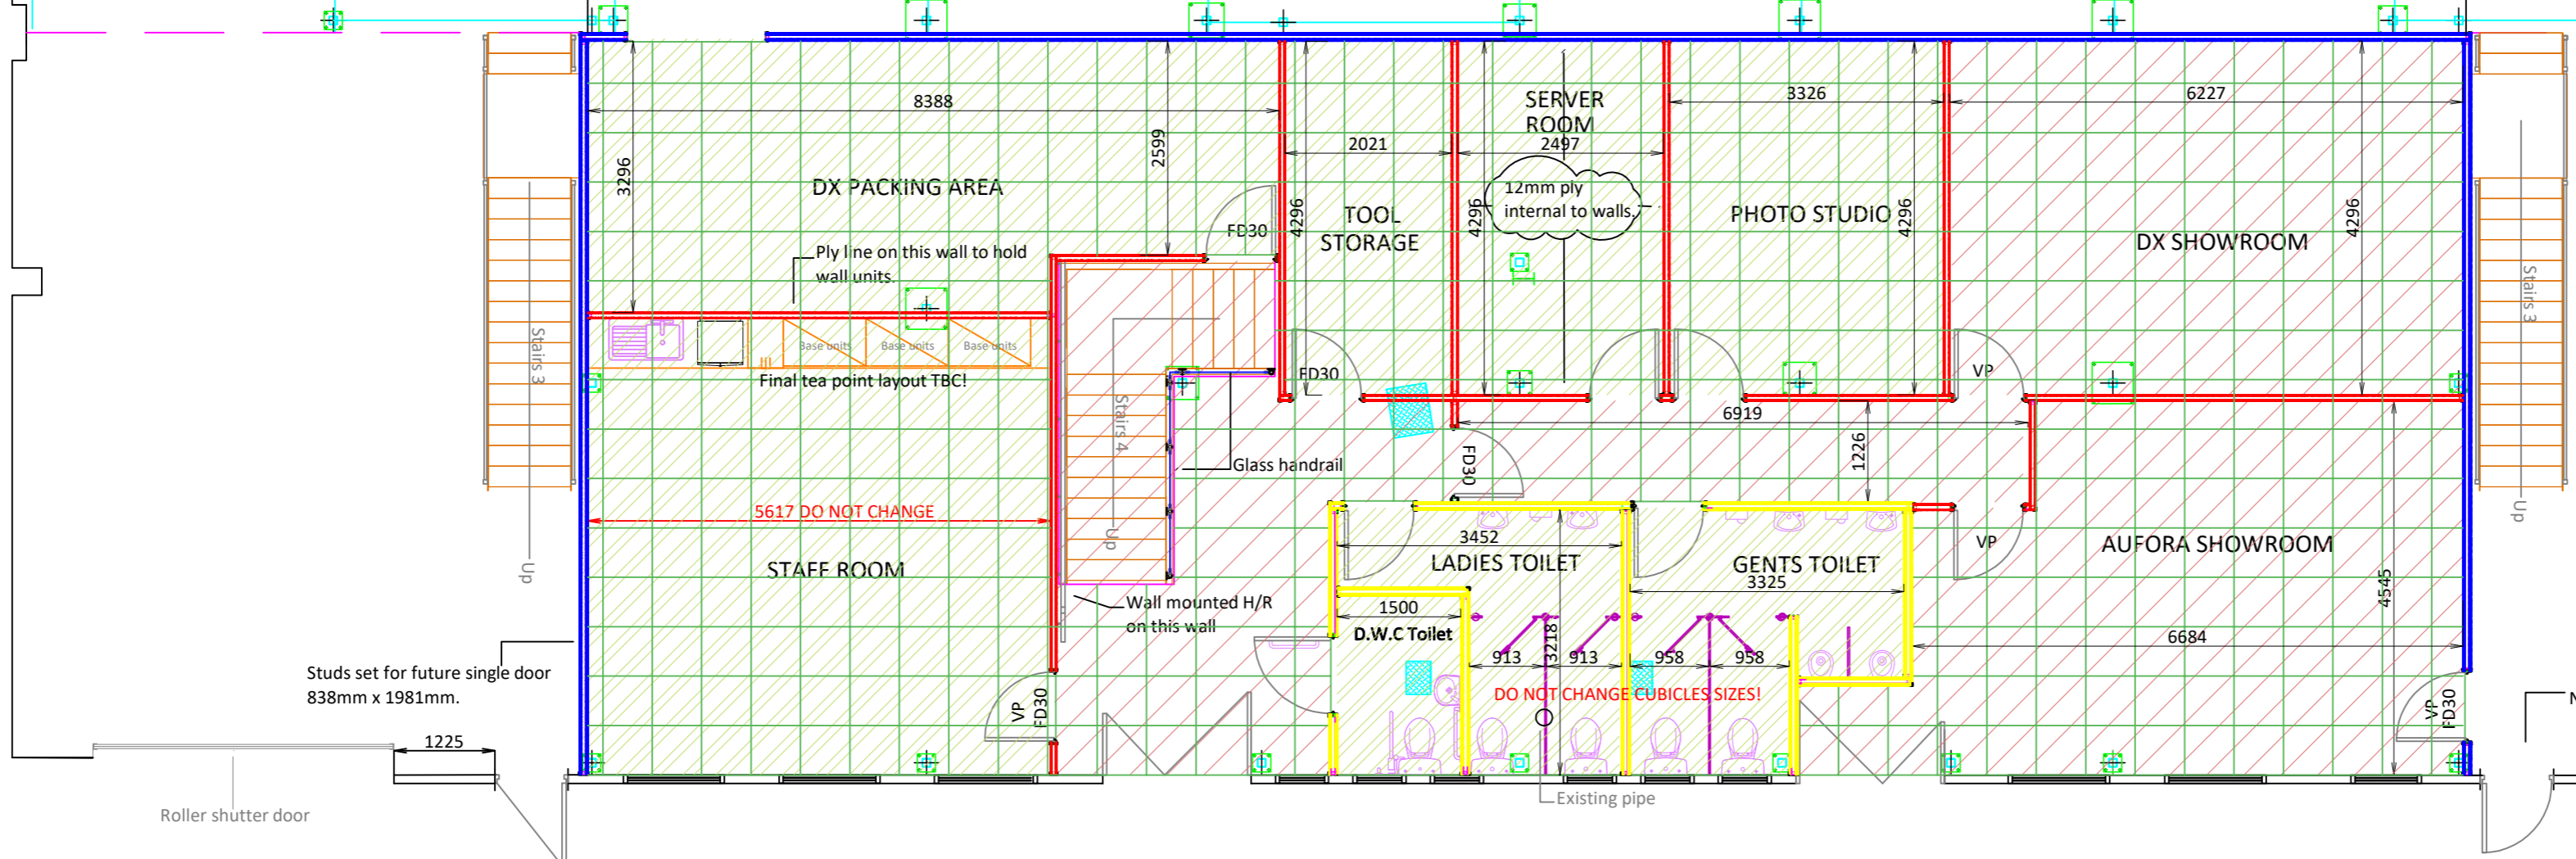 8388
3326
6227
SERVER
ROOM
2021
2497
2599
3296
DX PACKING AREA
12mm ply
internal to walls.
4296
4296
4296
4296
TOOL
STORAGE
PHOTO STUDIO
DX SHOWROOM
FD30
Ply line on this wall to hold
wall units.
Stairs 3
Base units
Base units
Base units
Final tea point layout TBC!
FD30
VP
Stairs 3
Stairs 4
6919
1226
Glass handrail
FD30
5617 DO NOT CHANGE
Up
Up
Up
3452
LADIES TOILET
GENTS TOILET
3325
VP
AUFORA SHOWROOM
STAFF ROOM
4545
Wall mounted H/R
on this wall
1500
D.W.C Toilet
3218
913
913
958
958
6684
DO NOT CHANGE CUBICLES SIZES!
Studs set for future single door
838mm x 1981mm.
VP
FD30
VP
FD30
N
1225
Existing pipe
Roller shutter door